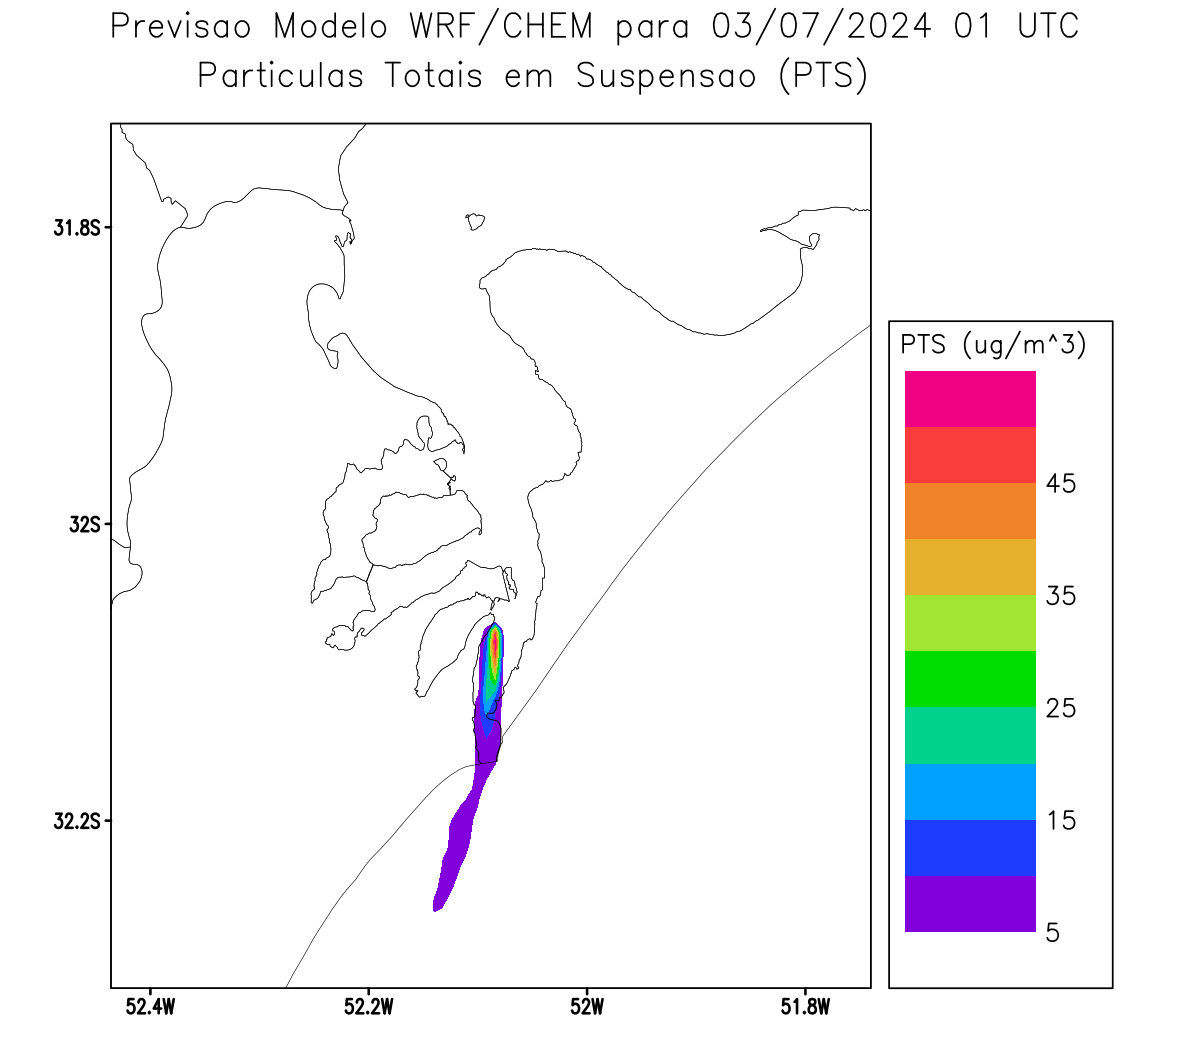 Previsao Modelo WRF/CHEM para 03/07/2024 01 UTC
Particulas Totais em Suspensao (PTS)
31.8S
32S
32.2S
52.4W 52.2W 52W 51.8W
PTS (ug/m^3)
45
35
25
15
5